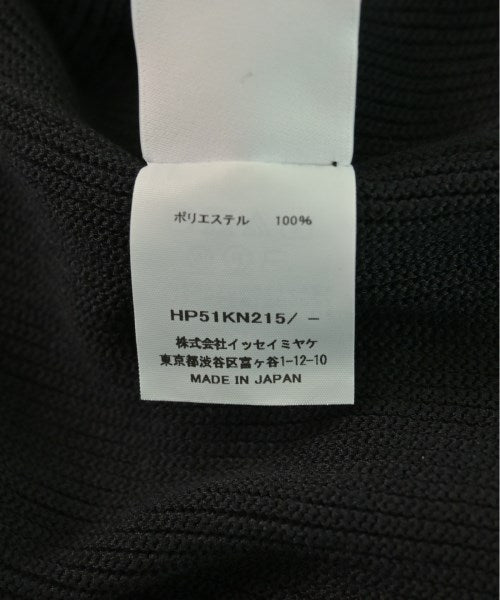 ポリエステル 100%
HP51KN215/ -
株式会社イッセイミヤケ
東京都渋谷区富ヶ谷1-12-10
MADE IN JAPAN